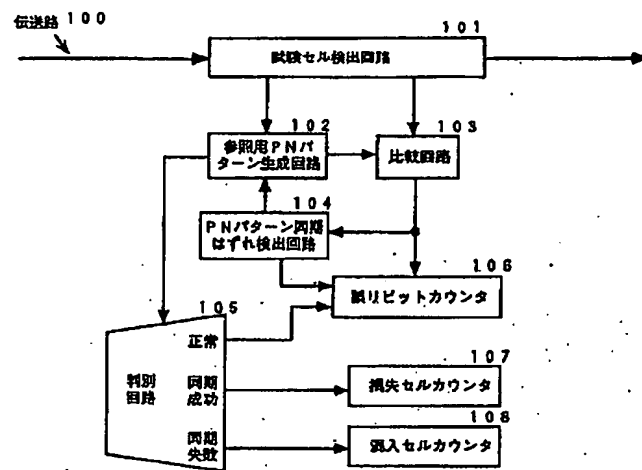 伝送路 100
101
試験セル検出回路
102
参照用PNパ
ターン生成回路
103
比較回路
104
PNパターン同期
はずれ検出回路
105
106
誤りビットカウンタ
正常
判別
回路
同期
成功
107
損失セルカウンタ
108
同期
失敗
混入セルカウンタ